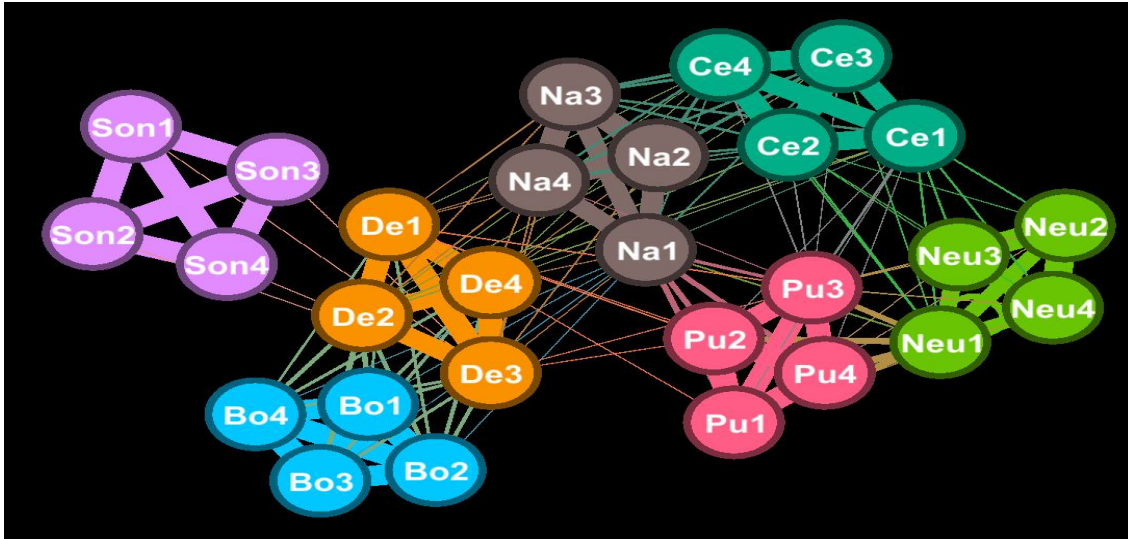 Son1
Son3
Son2
Son4
De1
De4
De2
De3
Bo4
Bo1
Bo3
Bo2
Na3
Na2
Na4
Na1
Ce4
Ce3
Ce2
Ce1
Pu3
Pu2
Pu4
Pu1
Neu2
Neu3
Neu4
Neu1